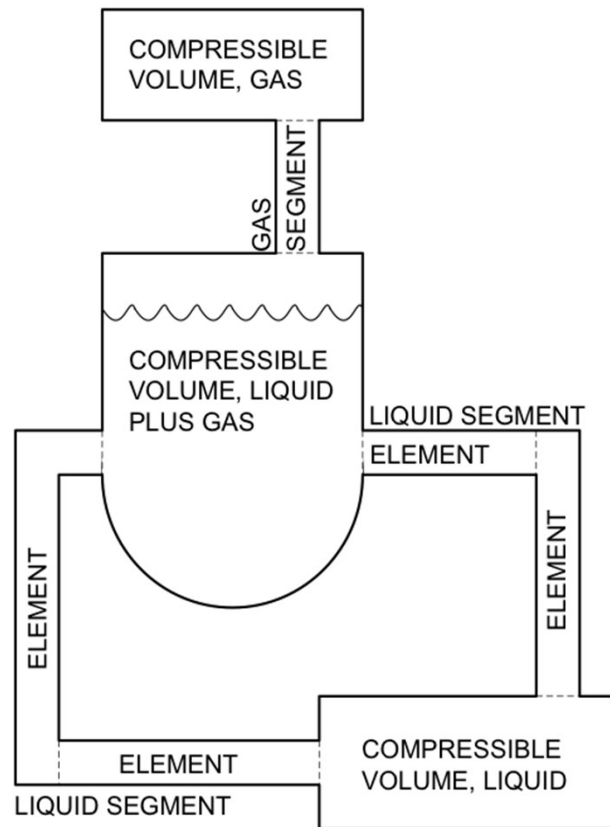 COMPRESSIBLE
VOLUME, GAS
GAS
SEGMENT
COMPRESSIBLE
VOLUME, LIQUID
PLUS GAS
LIQUID SEGMENT
ELEMENT
ELEMENT
ELEMENT
ELEMENT
LIQUID SEGMENT
COMPRESSIBLE
VOLUME, LIQUID